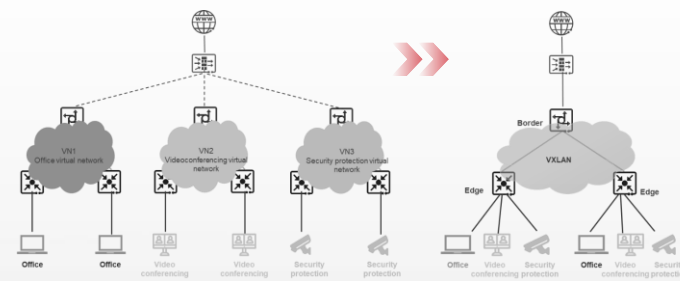 WWW
WWW
VN1
Office virtual network
VN2
Videoconferencing virtual
network
VN3
Security protection virtual
network
Border
VXLAN
Edge
Edge
Office
Office
Video
conferencing
Video
conferencing
Security
protection
Security
protection
Office
Video
conferencing
Security
protection
Office
Video
conferencing
Security
protection